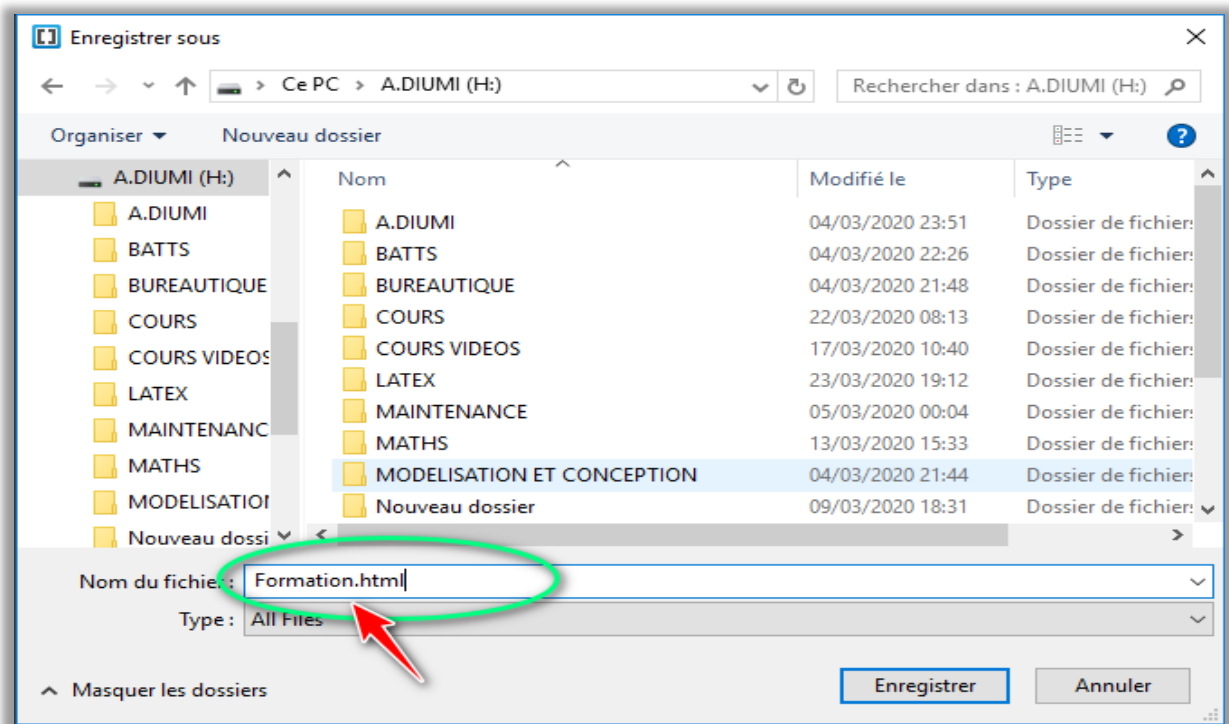 Enregistrer sous
Ce PC > A.DIUMI (H:)
Rechercher dans : A.DIUMI (H:)
Organiser
Nouveau dossier
A.DIUMI (H:)
A.DIUMI
BATTS
BUREAUTIQUE
COURS
COURS VIDEOS
LATEX
MAINTENANC
MATHS
MODELISATION
Nouveau dossi
Nom Modifié le Type
A.DIUMI 04/03/2020 23:51 Dossier de fichiers
BATTS 04/03/2020 22:26 Dossier de fichiers
BUREAUTIQUE 04/03/2020 21:48 Dossier de fichiers
COURS 22/03/2020 08:13 Dossier de fichiers
COURS VIDEOS 17/03/2020 10:40 Dossier de fichiers
LATEX 23/03/2020 19:12 Dossier de fichiers
MAINTENANCE 05/03/2020 00:04 Dossier de fichiers
MATHS 13/03/2020 15:33 Dossier de fichiers
MODELISATION ET CONCEPTION 04/03/2020 21:44 Dossier de fichiers
Nouveau dossier 09/03/2020 18:31 Dossier de fichiers
Nom du fichier : Formation.html
Type : All Files
Masquer les dossiers
Enregistrer
Annuler